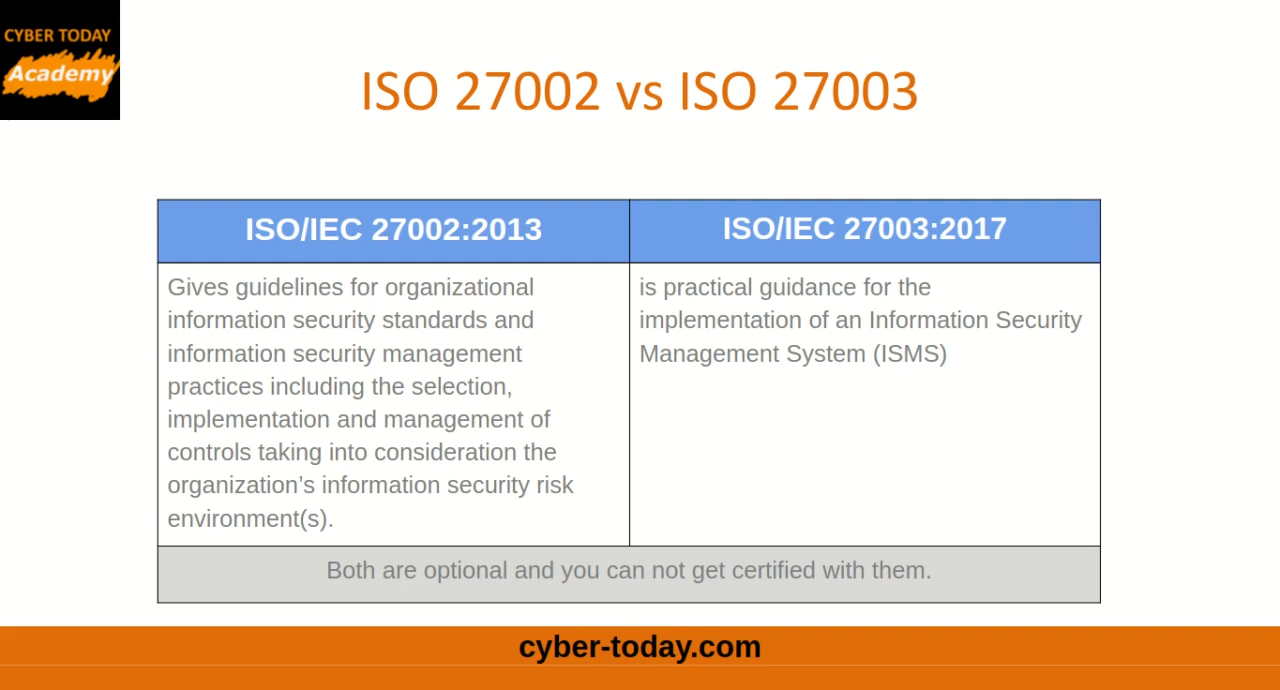 CYBER TODAY
Academy
ISO 27002 vs ISO 27003
ISO/IEC 27002:2013
Gives guidelines for organizational
information security standards and
information security management
practices including the selection,
implementation and management of
controls taking into consideration the
organization’s information security risk
environment(s).
ISO/IEC 27003:2017
is practical guidance for the
implementation of an Information Security
Management System (ISMS)
Both are optional and you can not get certified with them.
cyber-today.com